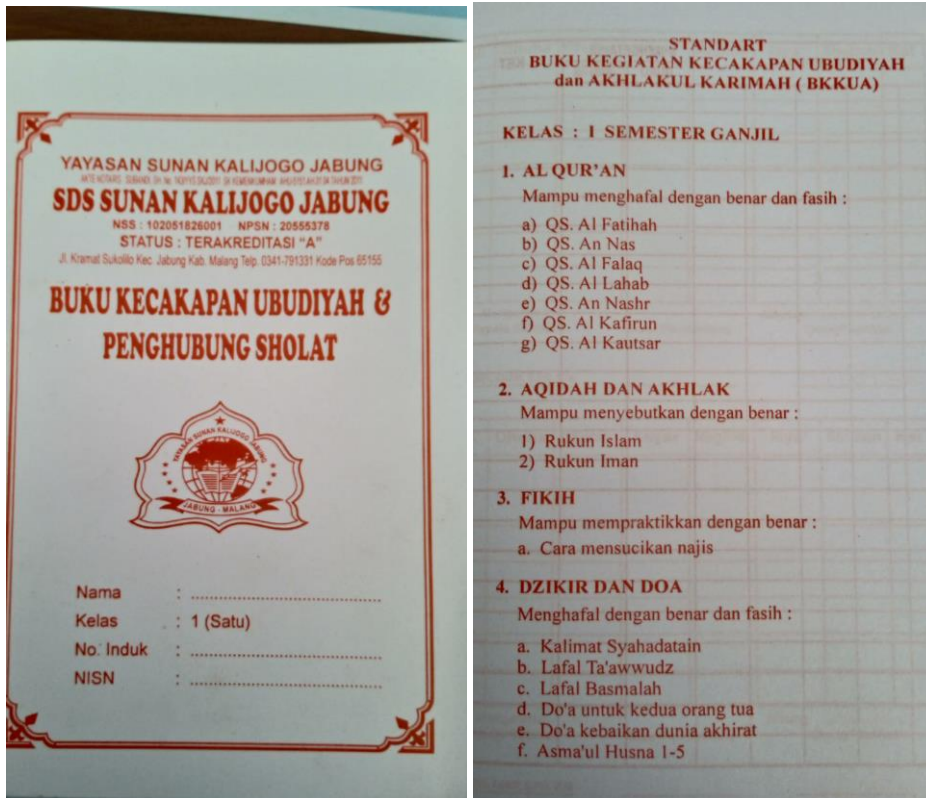 YAYASAN SUNAN KALIJOGO JABUNG
SDS SUNAN KALIJOGO JABUNG
NSS : 102051826001 NPSN : 20555378
STATUS : TERAKREDITASI “A”
Jl. Kramat Sukolilo Kec. Jabung Kab. Malang Telp. 0341-791331 Kode Pos 65155
BUKU KECAKAPAN UBUDIYAH &
PENGHUBUNG SHOLAT
YAYASAN SUNAN KALIJOGO JABUNG
JABUNG - MALANG
Nama : ........................................
Kelas : 1 (Satu)
No. Induk : ........................................
NISN : ........................................
STANDART
BUKU KEGIATAN KECAKAPAN UBUDIYAH
dan AKHLAKUL KARIMAH ( BKKUA)
KELAS : I SEMESTER GANJIL
1. AL QUR’AN
Mampu menghafal dengan benar dan fasih :
a) QS. Al Fatihah
b) QS. An Nas
c) QS. Al Falaq
d) QS. Al Lahab
e) QS. An Nashr
f) QS. Al Kafirun
g) QS. Al Kautsar
2. AQIDAH DAN AKHLAK
Mampu menyebutkan dengan benar :
1) Rukun Islam
2) Rukun Iman
3. FIKIH
Mampu mempraktikkan dengan benar :
a. Cara mensucikan najis
4. DZIKIR DAN DOA
Menghafal dengan benar dan fasih :
a. Kalimat Syahadatain
b. Lafal Ta'awwudz
c. Lafal Basmalah
d. Do'a untuk kedua orang tua
e. Do'a kebaikan dunia akhirat
f. Asma'ul Husna 1-5